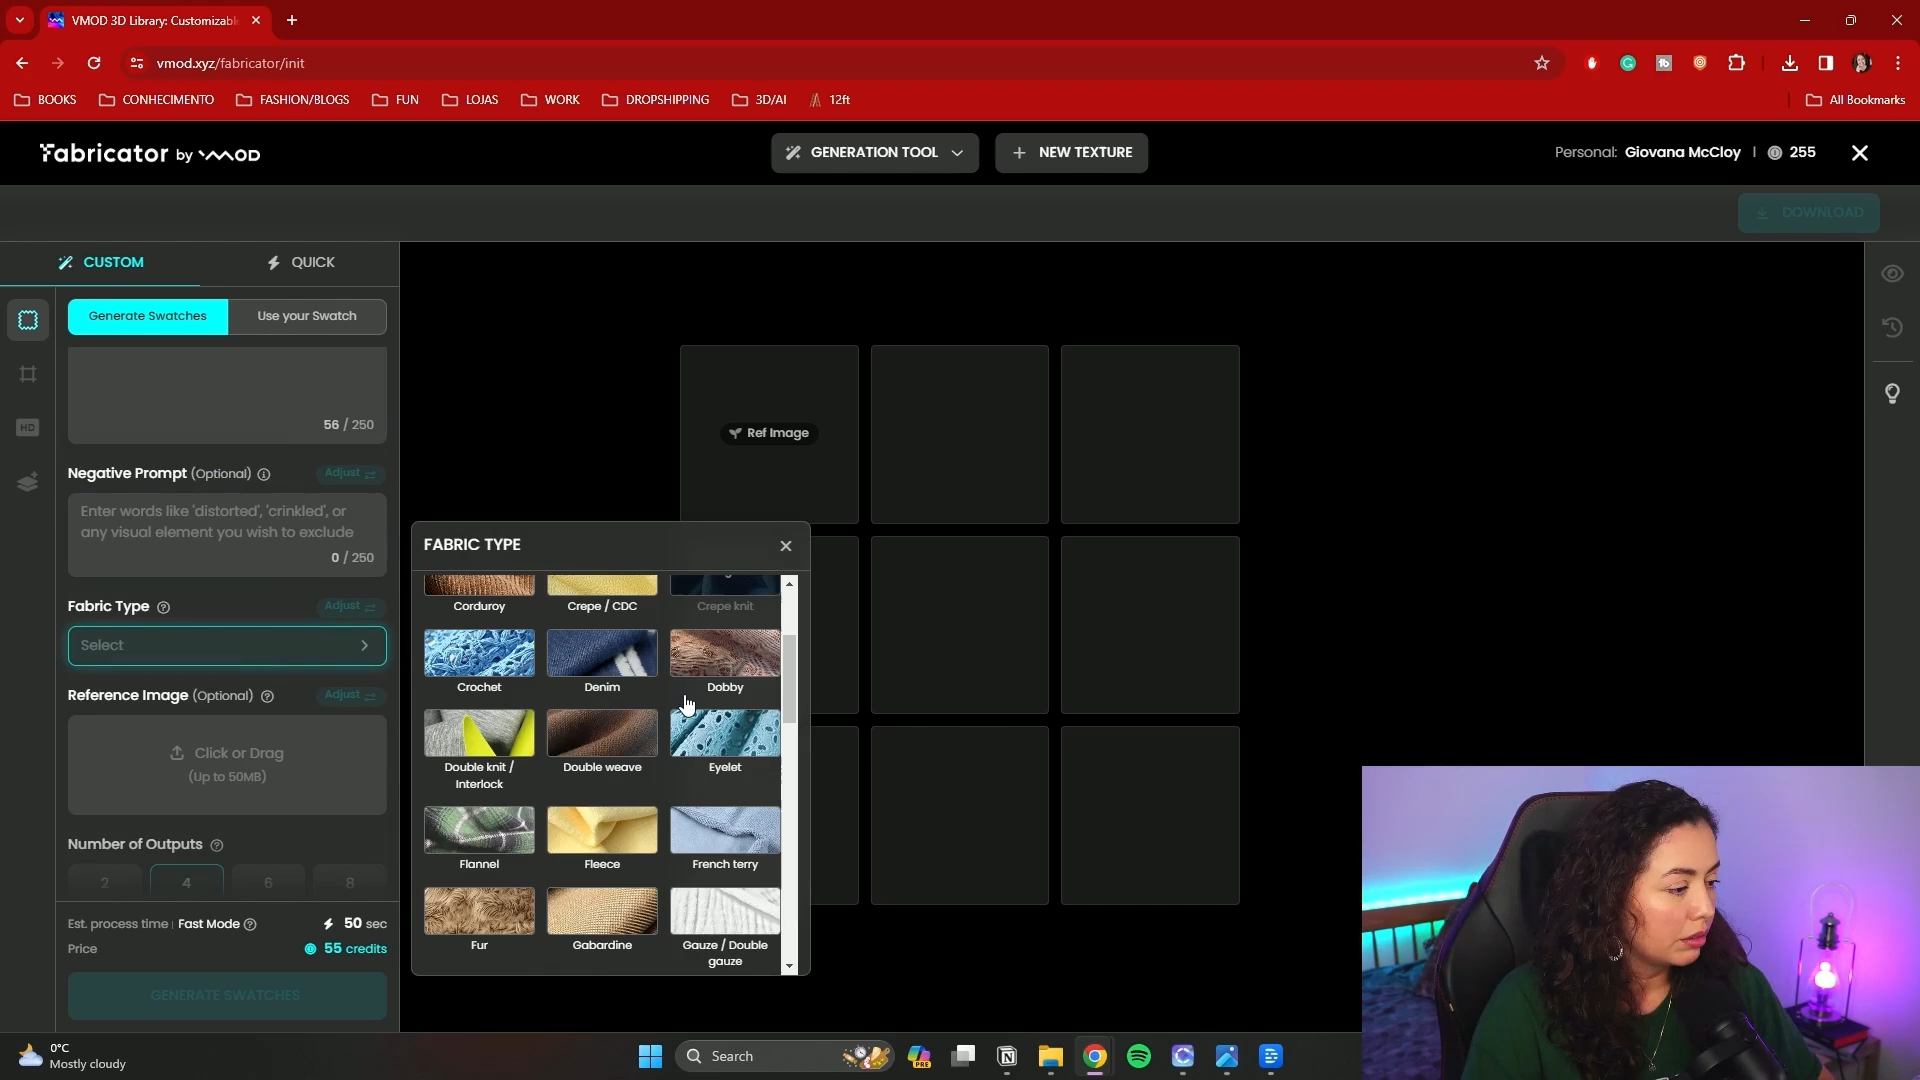 VMOD 3D Library: Customizabl
vmod.xyz/fabricator/init
BOOKS
CONHECIMENTO
FASHION/BLOGS
FUN
LOJAS
WORK
DROPSHIPPING
3D/AI
12ft
All Bookmarks
Fabricator by VMOD
GENERATION TOOL
NEW TEXTURE
Personal: Giovana McCloy | 255
DOWNLOAD
CUSTOM
QUICK
Generate Swatches
Use your Swatch
HD
56 / 250
Negative Prompt (Optional)
Adjust
Enter words like 'distorted', 'crinkled', or
any visual element you wish to exclude
0 / 250
Fabric Type
Adjust
Select
Reference Image (Optional)
Adjust
Click or Drag
(Up to 50MB)
Number of Outputs
2
4
6
8
Est. process time | Fast Mode
50 sec
Price
55 credits
GENERATE SWATCHES
Ref Image
FABRIC TYPE
Corduroy
Crepe / CDC
Crepe knit
Crochet
Denim
Dobby
Double knit /
Interlock
Double weave
Eyelet
Flannel
Fleece
French terry
Fur
Gabardine
Gauze / Double
gauze
0°C
Mostly cloudy
Search
PRE